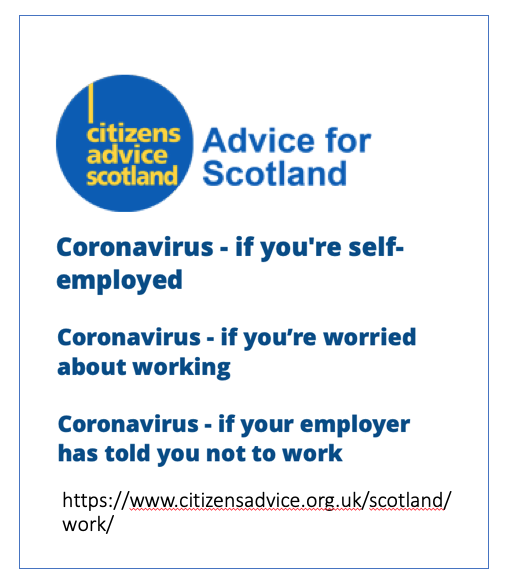 citizens
advice
scotland
Advice for
Scotland
Coronavirus - if you're self-
employed
Coronavirus - if you’re worried
about working
Coronavirus - if your employer
has told you not to work
https://www.citizensadvice.org.uk/scotland/
work/